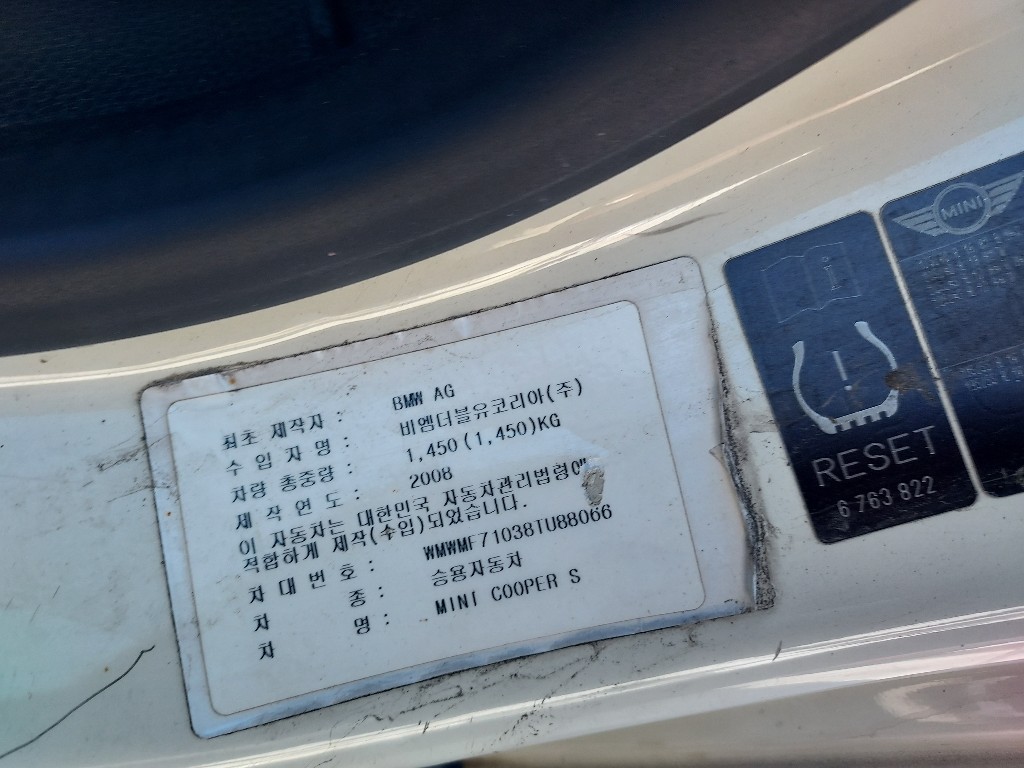 최초 제작자 : BMW AG
수입자명 : 비엠더블유코리아(주)
차량 총중량 : 1,450(1,450)KG
제작연도 : 2008
이 자동차는 대한민국 자동차관리법령에
적합하게 제작(수입)되었습니다.
차대번호 : WMWMF71038TU88066
차 종 : 승용자동차
차 명 : MINI COOPER S
RESET
6 763 822
MINI